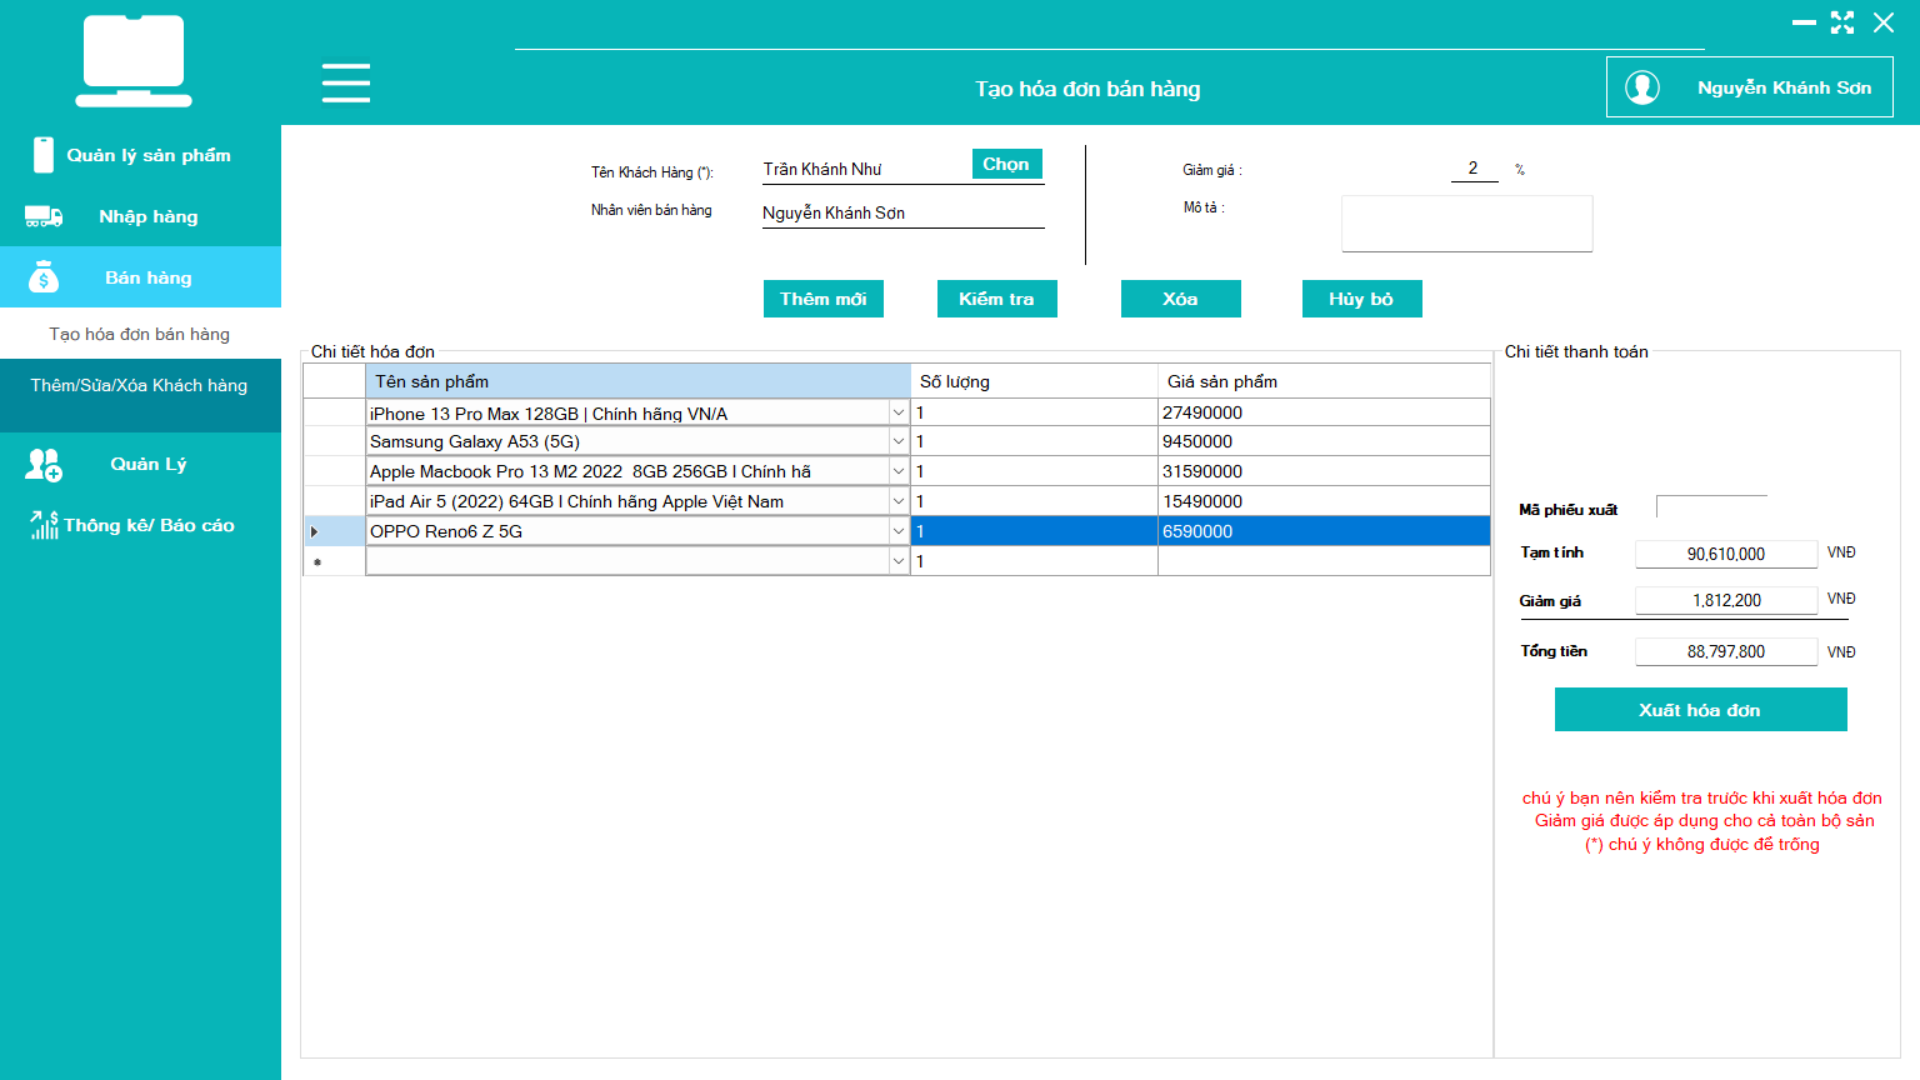 Tạo hóa đơn bán hàng
Nguyễn Khánh Sơn
Quản lý sản phẩm
Nhập hàng
Bán hàng
Tạo hóa đơn bán hàng
Thêm/Sửa/Xóa Khách hàng
Quản Lý
Thông kê/ Báo cáo
Tên Khách Hàng (*): Trần Khánh Như Chọn
Nhân viên bán hàng Nguyễn Khánh Sơn
Giảm giá : 2 %
Mô tả :
Thêm mới Kiểm tra Xóa Hủy bỏ
Chi tiết hóa đơn
Tên sản phẩm Số lượng Giá sản phẩm
iPhone 13 Pro Max 128GB | Chính hãng VN/A 1 27490000
Samsung Galaxy A53 (5G) 1 9450000
Apple Macbook Pro 13 M2 2022 8GB 256GB I Chính hã 1 31590000
iPad Air 5 (2022) 64GB I Chính hãng Apple Việt Nam 1 15490000
OPPO Reno6 Z 5G 1 6590000
1
Chi tiết thanh toán
Mã phiếu xuất
Tạm tính 90,610,000 VNĐ
Giảm giá 1,812,200 VNĐ
Tổng tiền 88,797,800 VNĐ
Xuất hóa đơn
chú ý bạn nên kiểm tra trước khi xuất hóa đơn
Giảm giá được áp dụng cho cả toàn bộ sản
(*) chú ý không được để trống